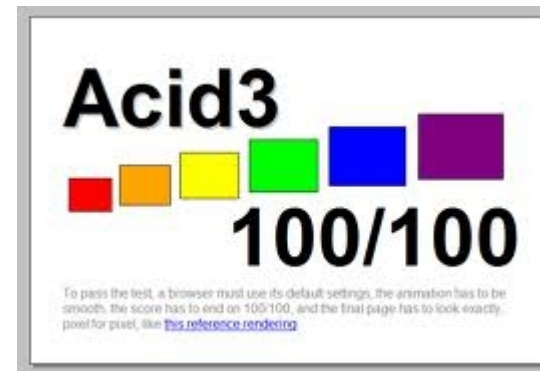 Acid3
100/100
To pass the test, a browser must use its default settings, the animation has to be
smooth, the score has to end on 100/100, and the final page has to look exactly,
pixel for pixel, like this reference rendering.